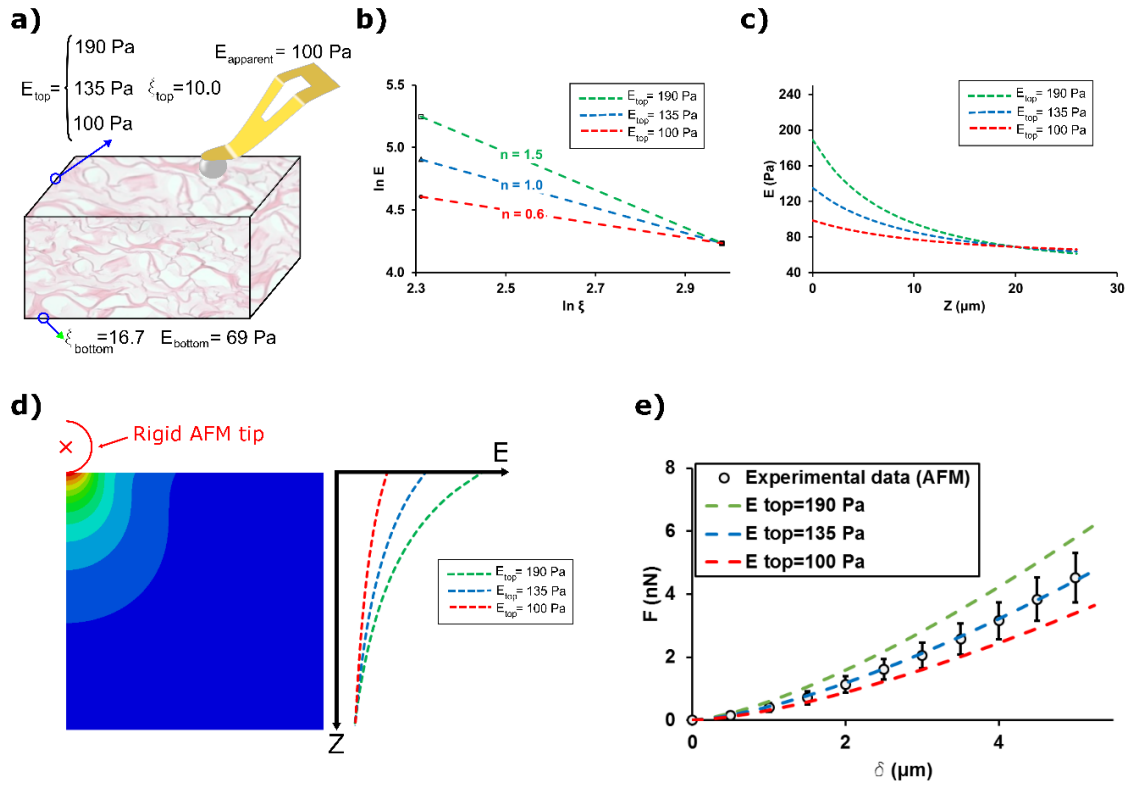 a)
190 Pa
E_top= 135 Pa ξ_top=10.0
100 Pa
E_apparent= 100 Pa
ξ_bottom=16.7 E_bottom= 69 Pa
b)
5.5
5.0
4.5
4.0
ln E
2.3 2.5 2.7 2.9
ln ξ
E_top= 190 Pa
E_top= 135 Pa
E_top= 100 Pa
n = 1.5
n = 1.0
n = 0.6
c)
240
200
160
120
80
40
E (Pa)
0 10 20 30
Z (μm)
E_top= 190 Pa
E_top= 135 Pa
E_top= 100 Pa
d)
Rigid AFM tip
E
Z
E_top= 190 Pa
E_top= 135 Pa
E_top= 100 Pa
e)
8
6
4
2
0
F (nN)
0 2 4
δ (μm)
Experimental data (AFM)
E top=190 Pa
E top=135 Pa
E top=100 Pa